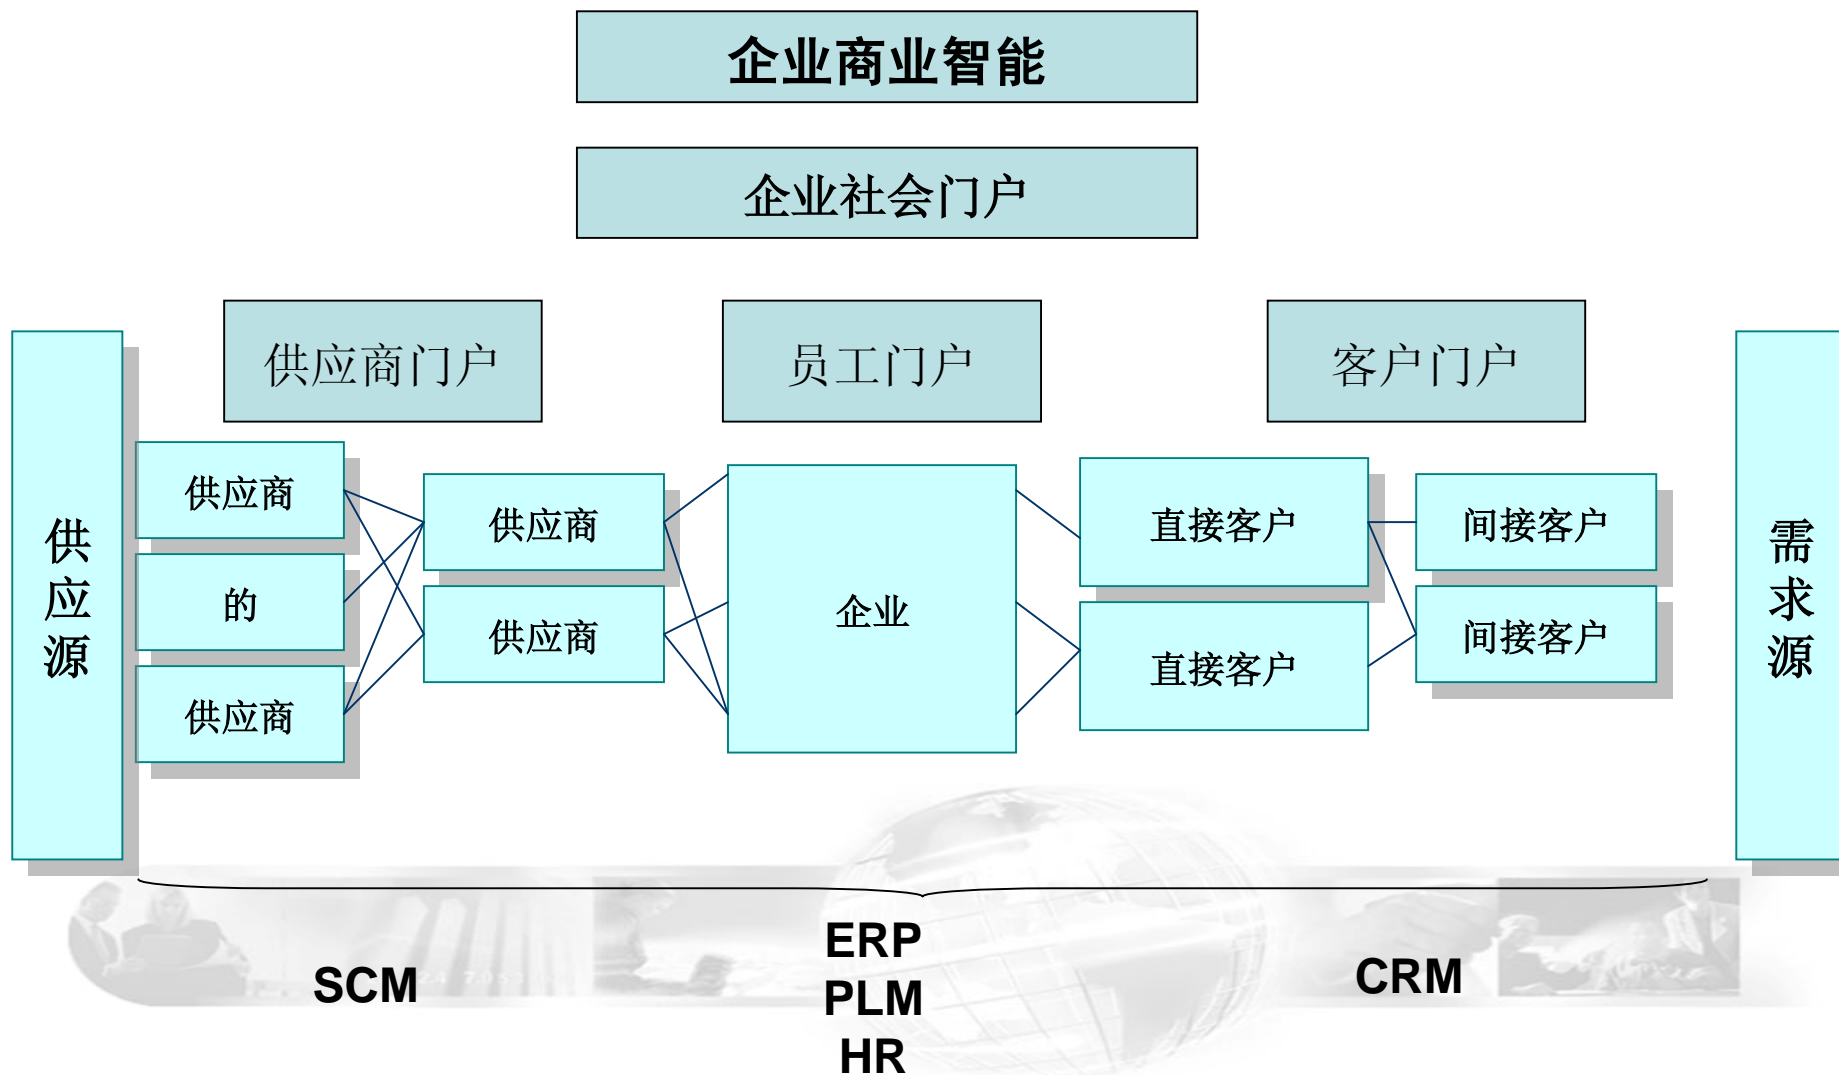 企业商业智能
企业社会门户
供应商门户
员工门户
客户门户
供应源
供应商
的
供应商
供应商
供应商
企业
直接客户
直接客户
间接客户
间接客户
需求源
SCM
ERP
PLM
HR
CRM